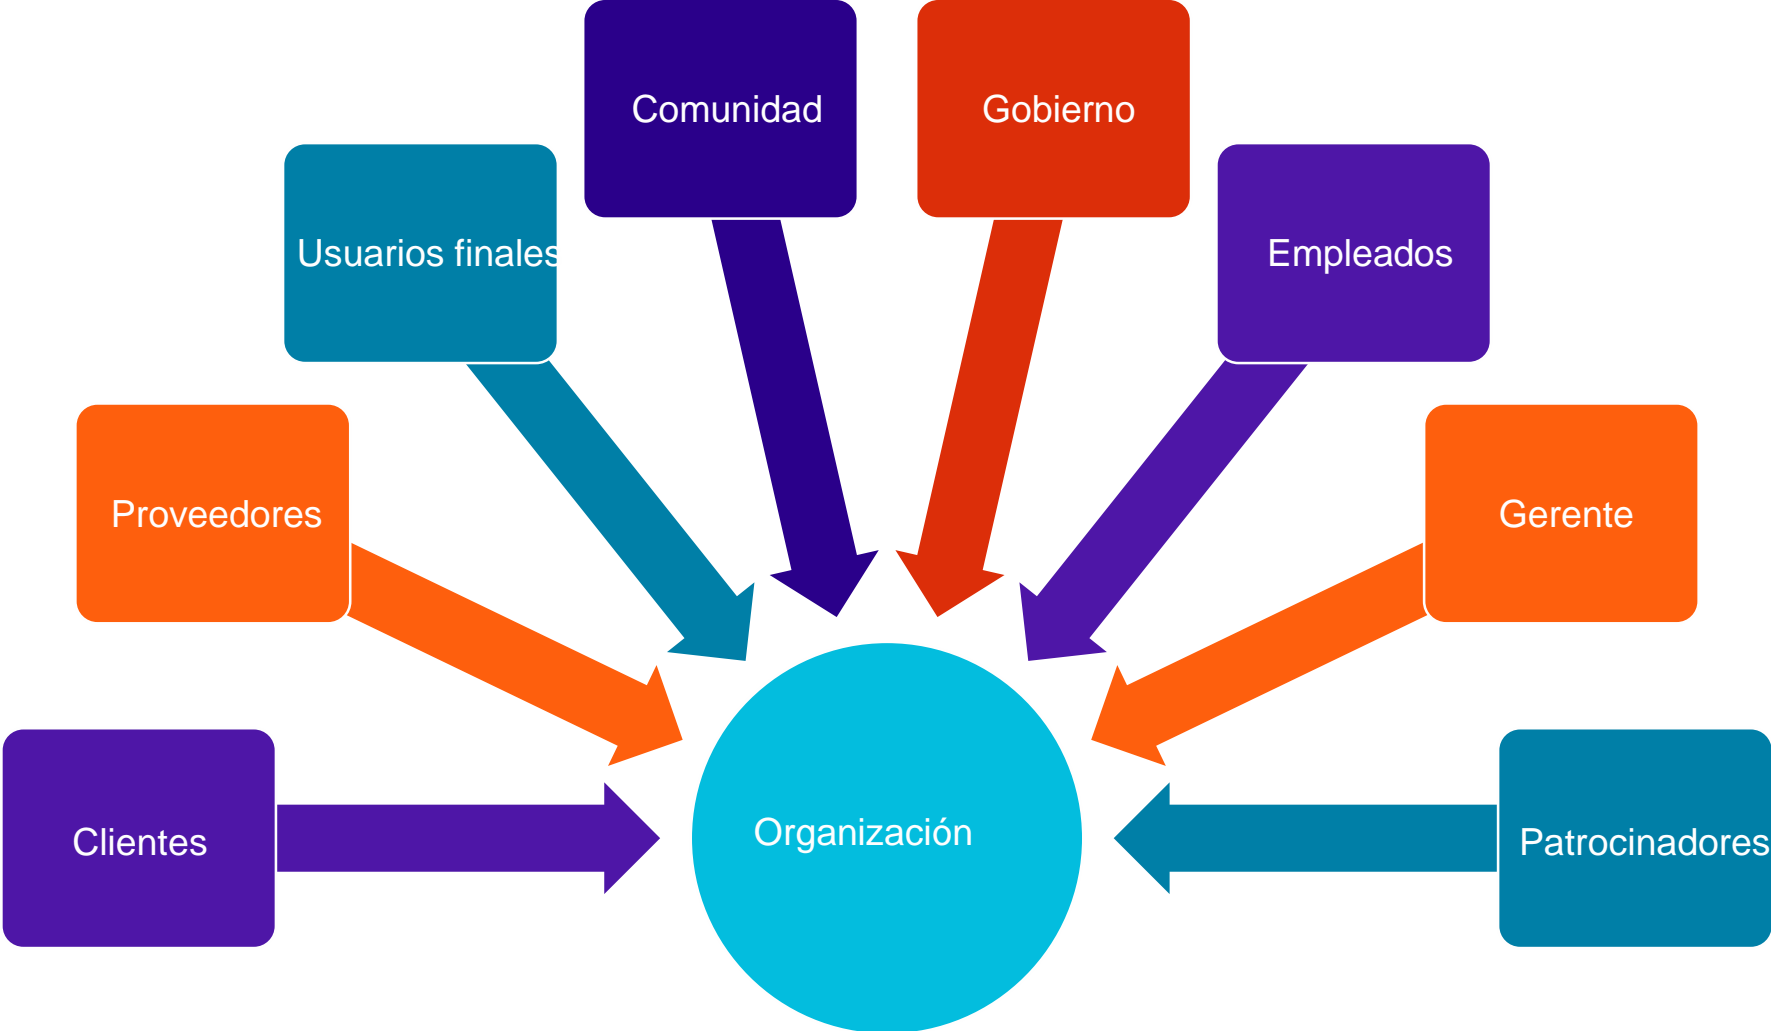 Comunidad
Gobierno
Usuarios finales
Empleados
Proveedores
Gerente
Clientes
Organización
Patrocinadores